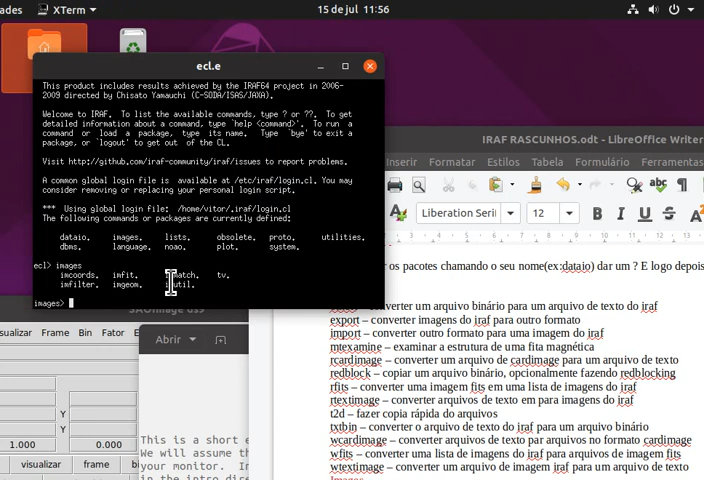 ades
XTerm
15 de jul 11:56
ecl.e
This product includes results achieved by the IRAF64 project in 2006-
2009 directed by Chisato Yamauchi (C-SODA/ISAS/JAXA).
Welcome to IRAF. To list the available commands, type ? or ??. To get
detailed information about a command, type `help <command>'. To run a
command or load a package, type its name. Type `bye' to exit a
package, or `logout' to get out of the CL.
Visit http://github.com/iraf-community/iraf/issues to report problems.
A common global login file is available at /etc/iraf/login.cl. You may
consider removing or replacing your personal login script.
*** Using global login file: /home/vitor/.iraf/login.cl
The following commands or packages are currently defined:
dataio. images. lists. obsolete. proto. utilities.
dbms. language. noao. plot. system.
ecl> images
imcoords. imfit. immatch. tv.
imfilter. imgeom. imutil.
images>
IRAF RASCUNHOS.odt - LibreOffice Writer
Inserir Formatar Estilos Tabela Formulário Ferramentas
Liberation Seri 12 B I U S
os pacotes chamando o seu nome(ex:dataio) dar um ? E logo depois
converter um arquivo binário para um arquivo de texto do iraf
export – converter imagens do iraf para outro formato
import – converter outro formato para uma imagem do iraf
mtexamine – examinar a estrutura de uma fita magnética
rcardimage – converter um arquivo de cardimage para um arquivo de texto
redblock – copiar um arquivo binário, opcionalmente fazendo redblocking
rfits – converter uma imagem fits em uma lista de imagens do iraf
rtextimage – converter arquivos de texto em para imagens do iraf
t2d – fazer copia rápida do arquivos
txtbin – converter o arquivo de texto do iraf para um arquivo binário
wcardimage – converter arquivos de texto par arquivos no formato cardimage
wfits – converter uma lista de imagens do iraf para arquivos de imagem fits
wtextimage – converter um arquivo de imagem iraf para um arquivo de texto
Images
SAOImage ds9
sualizar Frame Bin Fator
Y
Y
1.000 0.000
visualizar frame bi
Abrir
This is a short e
We will assume th
your monitor. I
in the intro dire